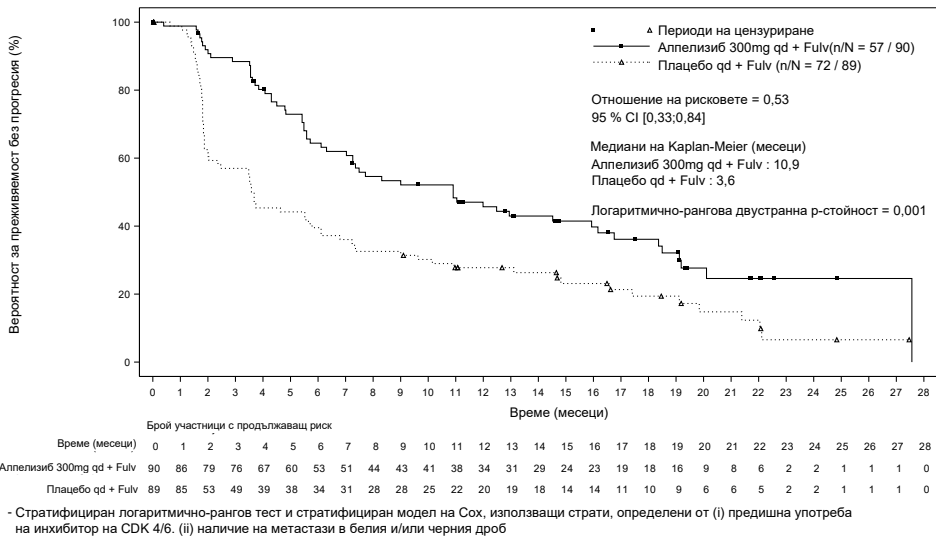 Вероятност за преживяемост без прогресия (%)
100
80
60
40
20
0
Периоди на цензуриране
Алпелизиб 300mg qd + Fulv(n/N = 57 / 90)
Плацебо qd + Fulv (n/N = 72 / 89)
Отношение на рисковете = 0,53
95 % CI [0,33;0,84]
Медиани на Kaplan-Meier (месеци)
Алпелизиб 300mg qd + Fulv : 10,9
Плацебо qd + Fulv : 3,6
Логаритмично-рангова двустранна р-стойност = 0,001
0 1 2 3 4 5 6 7 8 9 10 11 12 13 14 15 16 17 18 19 20 21 22 23 24 25 26 27 28
Време (месеци)
Брой участници с продължаващ риск
Време (месеци) 0 1 2 3 4 5 6 7 8 9 10 11 12 13 14 15 16 17 18 19 20 21 22 23 24 25 26 27 28
Алпелизиб 300mg qd + Fulv 90 86 79 76 67 60 53 51 44 43 41 38 34 31 29 24 23 19 18 16 9 8 6 2 2 1 1 1 0
Плацебо qd + Fulv 89 85 53 49 39 38 34 31 28 28 25 22 20 19 18 14 14 11 10 9 6 6 5 2 2 1 1 1 0
- Стратифициран логаритмично-рангов тест и стратифициран модел на Cox, използващи страти, определени от (i) предишна употреба
на инхибитор на CDK 4/6. (ii) наличие на метастази в белия и/или черния дроб